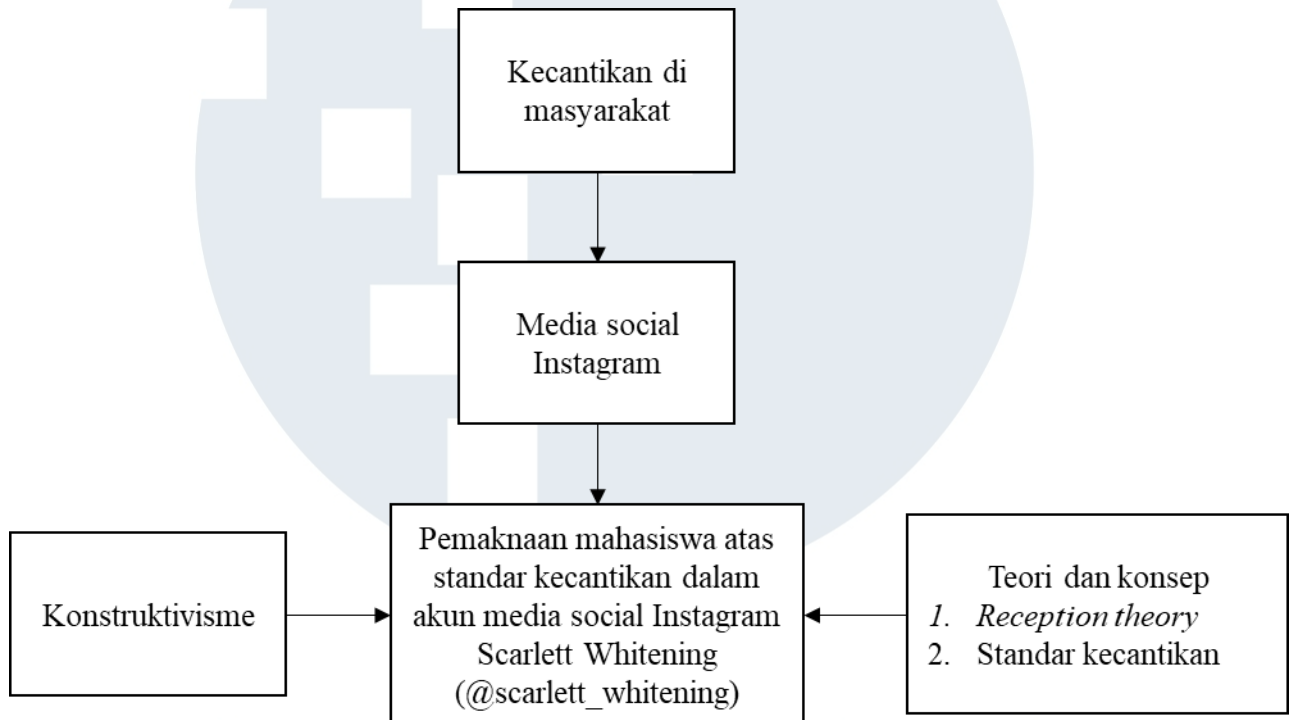 Kecantikan di
masyarakat
Media social
Instagram
Konstruktivisme
Pemaknaan mahasiswa atas
standar kecantikan dalam
akun media social Instagram
Scarlett Whitening
(@scarlett_whitening)
Teori dan konsep
1. Reception theory
2. Standar kecantikan